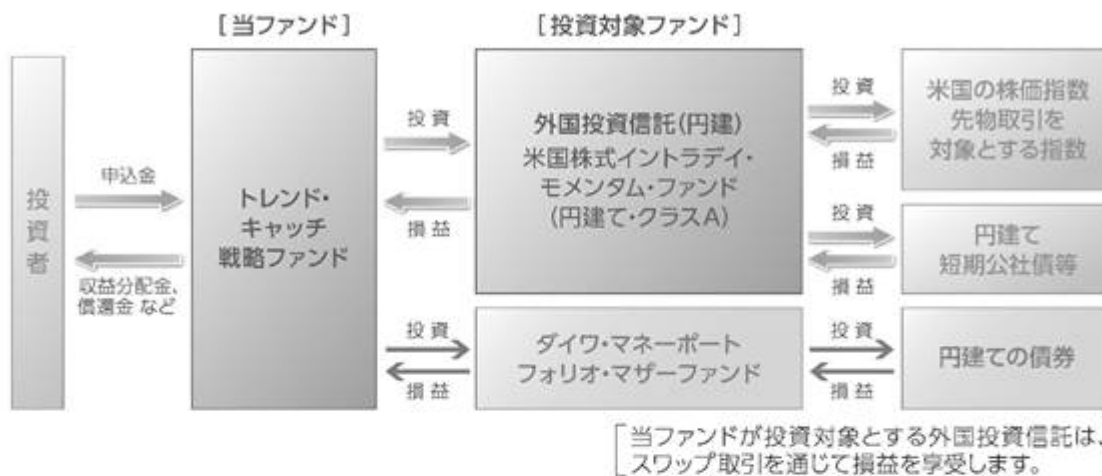 [当ファンド]
[投資対象ファンド]
投資者
申込金
収益分配金、
償還金 など
トレンド・
キャッチ
戦略ファンド
投資
損益
外国投資信託(円建)
米国株式イントラデイ・
モメンタム・ファンド
(円建て・クラスA)
投資
損益
米国の株価指数
先物取引を
対象とする指数
投資
損益
円建て
短期公社債等
投資
損益
ダイワ・マネーポート
フォリオ・マザーファンド
投資
損益
円建ての債券
当ファンドが投資対象とする外国投資信託は、
スワップ取引を通じて損益を享受します。